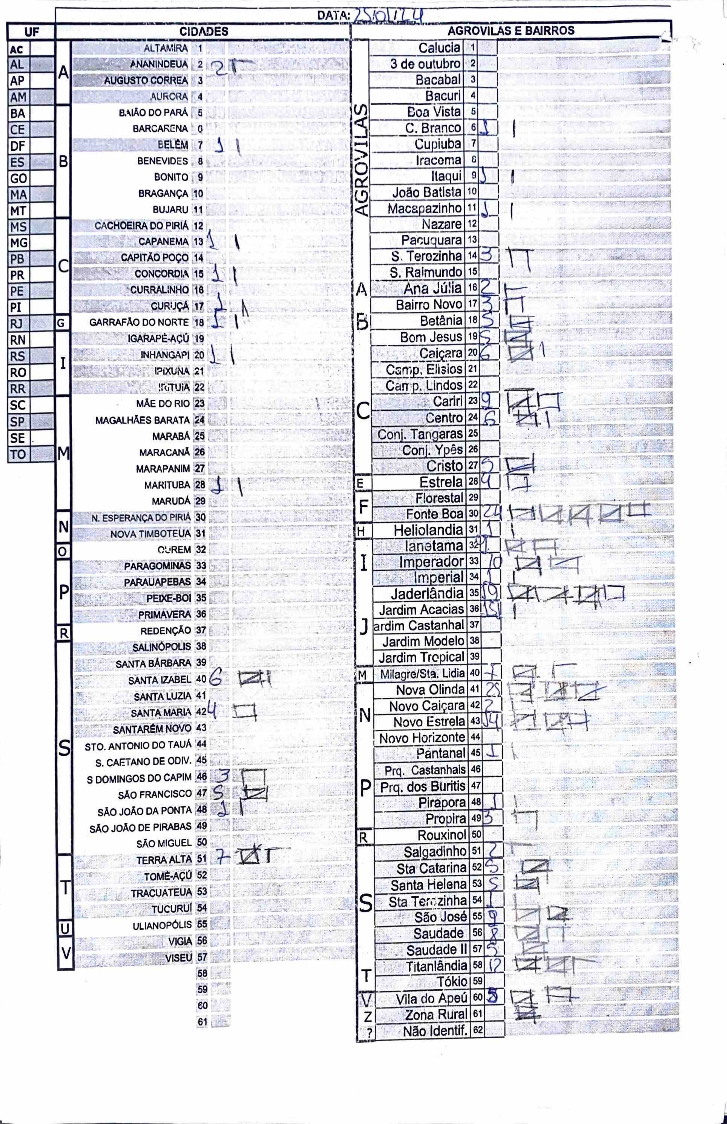 DATA: 25/01/24
UF CIDADES AGROVILAS E BAIRROS
AC
AL
AP
AM
BA
CE
DF
ES
GO
MA
MT
MS
MG
PB
PR
PE
PI
RJ
RN
RS
RO
RR
SC
SP
SE
TO
A
ALTAMIRA 1
ANANINDEUA 2 2
AUGUSTO CORREA 3
AURORA 4
B
BAIÃO DO PARÁ 5
BARCARENA 6
BELÉM 7 1
BENEVIDES 8
BONITO 9
BRAGANÇA 10
BUJARU 11
C
CACHOEIRA DO PIRIÁ 12
CAPANEMA 13 1
CAPITÃO POÇO 14
CONCORDIA 15 1
CURRALINHO 16
CURUÇÁ 17 1
G
GARRAFÃO DO NORTE 18 1
I
IGARAPÉ-AÇÚ 19
INHANGAPI 20 1
IPIXUNA 21
IRITUIA 22
M
MÃE DO RIO 23
MAGALHÃES BARATA 24
MARABÁ 25
MARACANÃ 26
MARAPANIM 27
MARITUBA 28 1
MARUDÁ 29
N
N. ESPERANÇA DO PIRIÁ 30
NOVA TIMBOTEUA 31
O
OUREM 32
P
PARAGOMINAS 33
PARAUAPEBAS 34
PEIXE-BOI 35
PRIMAVERA 36
R
REDENÇÃO 37
S
SALINÓPOLIS 38
SANTA BÁRBARA 39
SANTA IZABEL 40 6
SANTA LUZIA 41
SANTA MARIA 42 4
SANTARÉM NOVO 43
STO. ANTONIO DO TAUÁ 44
S. CAETANO DE ODIV. 45
S DOMINGOS DO CAPIM 46 3
SÃO FRANCISCO 47 5
SÃO JOÃO DA PONTA 48 1
SÃO JOÃO DE PIRABAS 49
SÃO MIGUEL 50
T
TERRA ALTA 51 7
TOMÉ-AÇÚ 52
TRACUATEUA 53
TUCURUÍ 54
U
ULIANÓPOLIS 55
V
VIGIA 56
VISEU 57
58
59
60
61
AGROVILAS
Calucia 1
3 de outubro 2
Bacabal 3
Bacuri 4
Boa Vista 5
C. Branco 6 1
Cupiuba 7
Iracema 8
Itaqui 9 1
João Batista 10
Macapazinho 11 1
Nazare 12
Pacuquara 13
S. Terezinha 14 3
S. Raimundo 15
A
Ana Júlia 16 2
B
Bairro Novo 17 3
Betânia 18 5
Bom Jesus 19 5
C
Caiçara 20 6
Camp. Elisios 21
Camp. Lindos 22
Cariri 23 9
Centro 24 6
Conj. Tangaras 25
Conj. Ypês 26
Cristo 27 5
E
Estrela 28 4
F
Florestal 29
Fonte Boa 30 24
H
Heliolandia 31 1
I
Ianetama 32
Imperador 33 10
Imperial 34 1
J
Jaderlândia 35 19
Jardim Acacias 36
Jardim Castanhal 37
Jardim Modelo 38
Jardim Tropical 39
M
Milagre/Sta. Lidia 40 7
N
Nova Olinda 41
Novo Caiçara 42 2
Novo Estrela 43 14
Novo Horizonte 44
P
Pantanal 45 1
Prq. Castanhais 46
Prq. dos Buritis 47
Pirapora 48 1
Propira 49 3
R
Rouxinol 50
S
Salgadinho 51 2
Sta Catarina 52 5
Santa Helena 53 5
Sta Terezinha 54 1
São José 55 9
Saudade 56 8
Saudade II 57 5
T
Titanlândia 58 12
Tókio 59
V
Vila do Apeú 60 8
Z
Zona Rural 61
?
Não Identif. 62